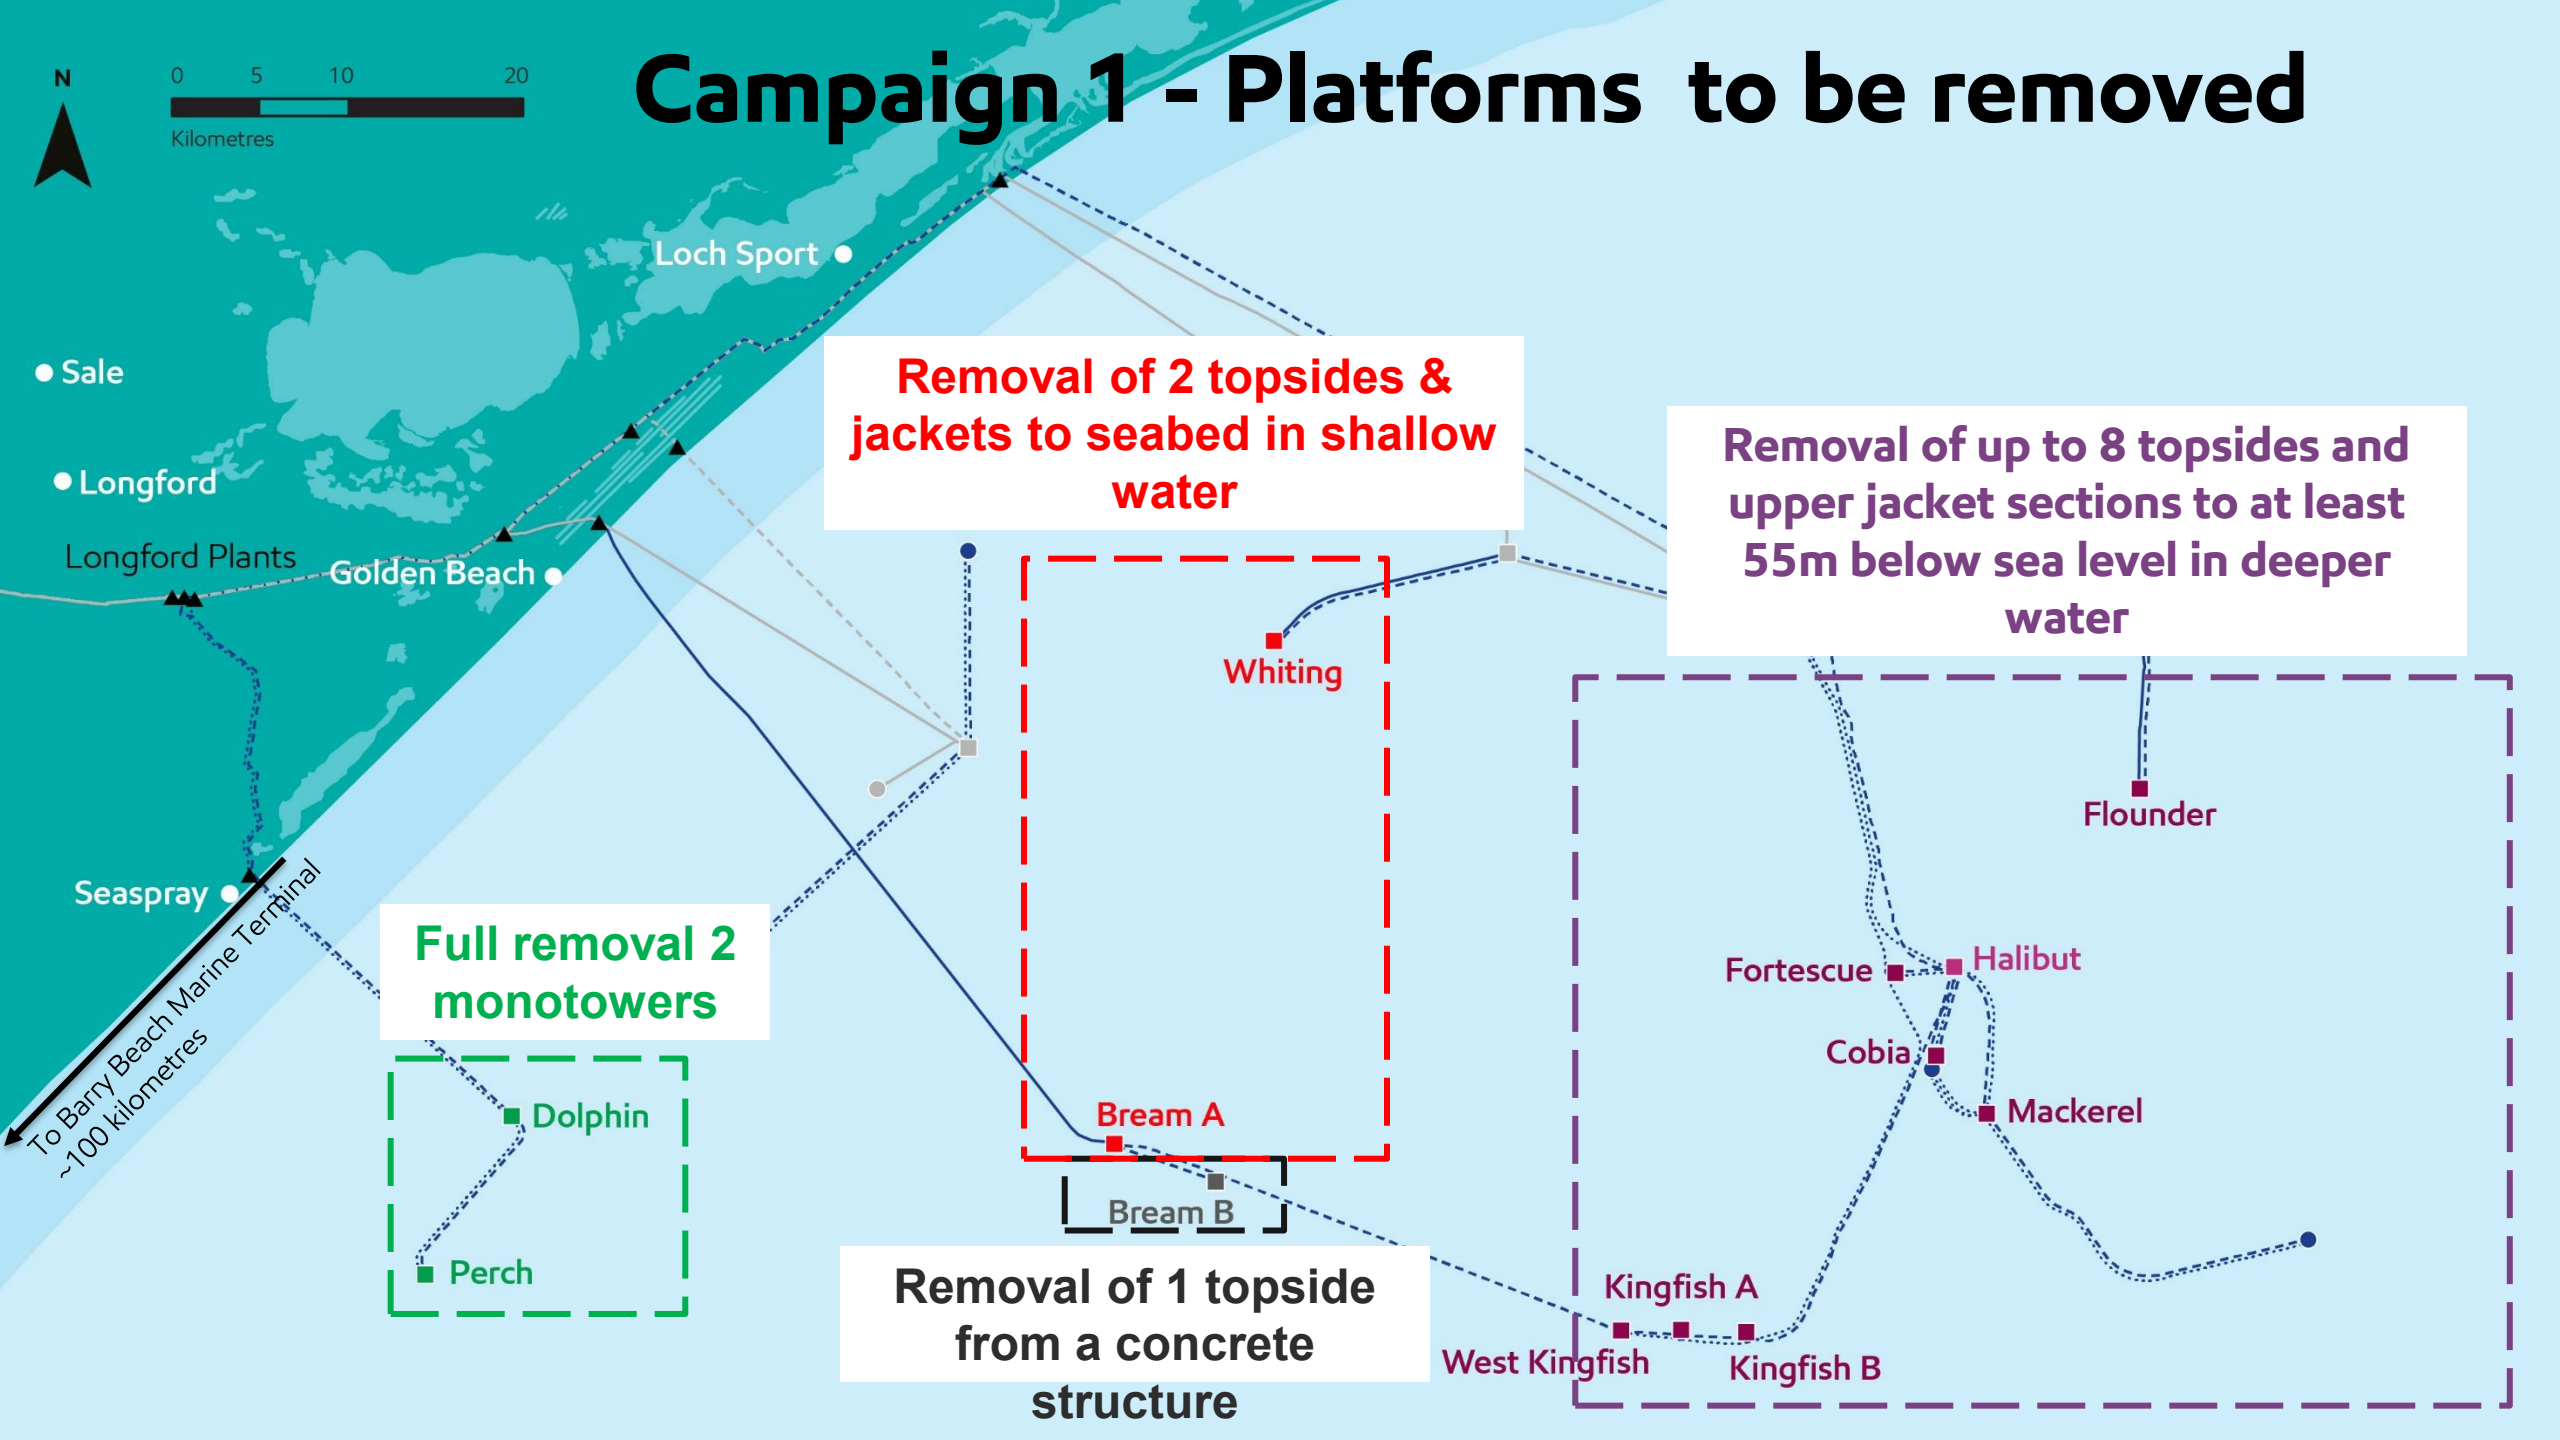 Campaign 1 - Platforms to be removed
N
0 5 10 20
Kilometres
Loch Sport
Sale
Longford
Longford Plants
Golden Beach
Seaspray
To Barry Beach Marine Terminal
~100 kilometres
Removal of 2 topsides &
jackets to seabed in shallow
water
Removal of up to 8 topsides and
upper jacket sections to at least
55m below sea level in deeper
water
Whiting
Flounder
Full removal 2
monotowers
Fortescue
Halibut
Cobia
Mackerel
Dolphin
Perch
Bream A
Bream B
Removal of 1 topside
from a concrete
structure
Kingfish A
West Kingfish
Kingfish B